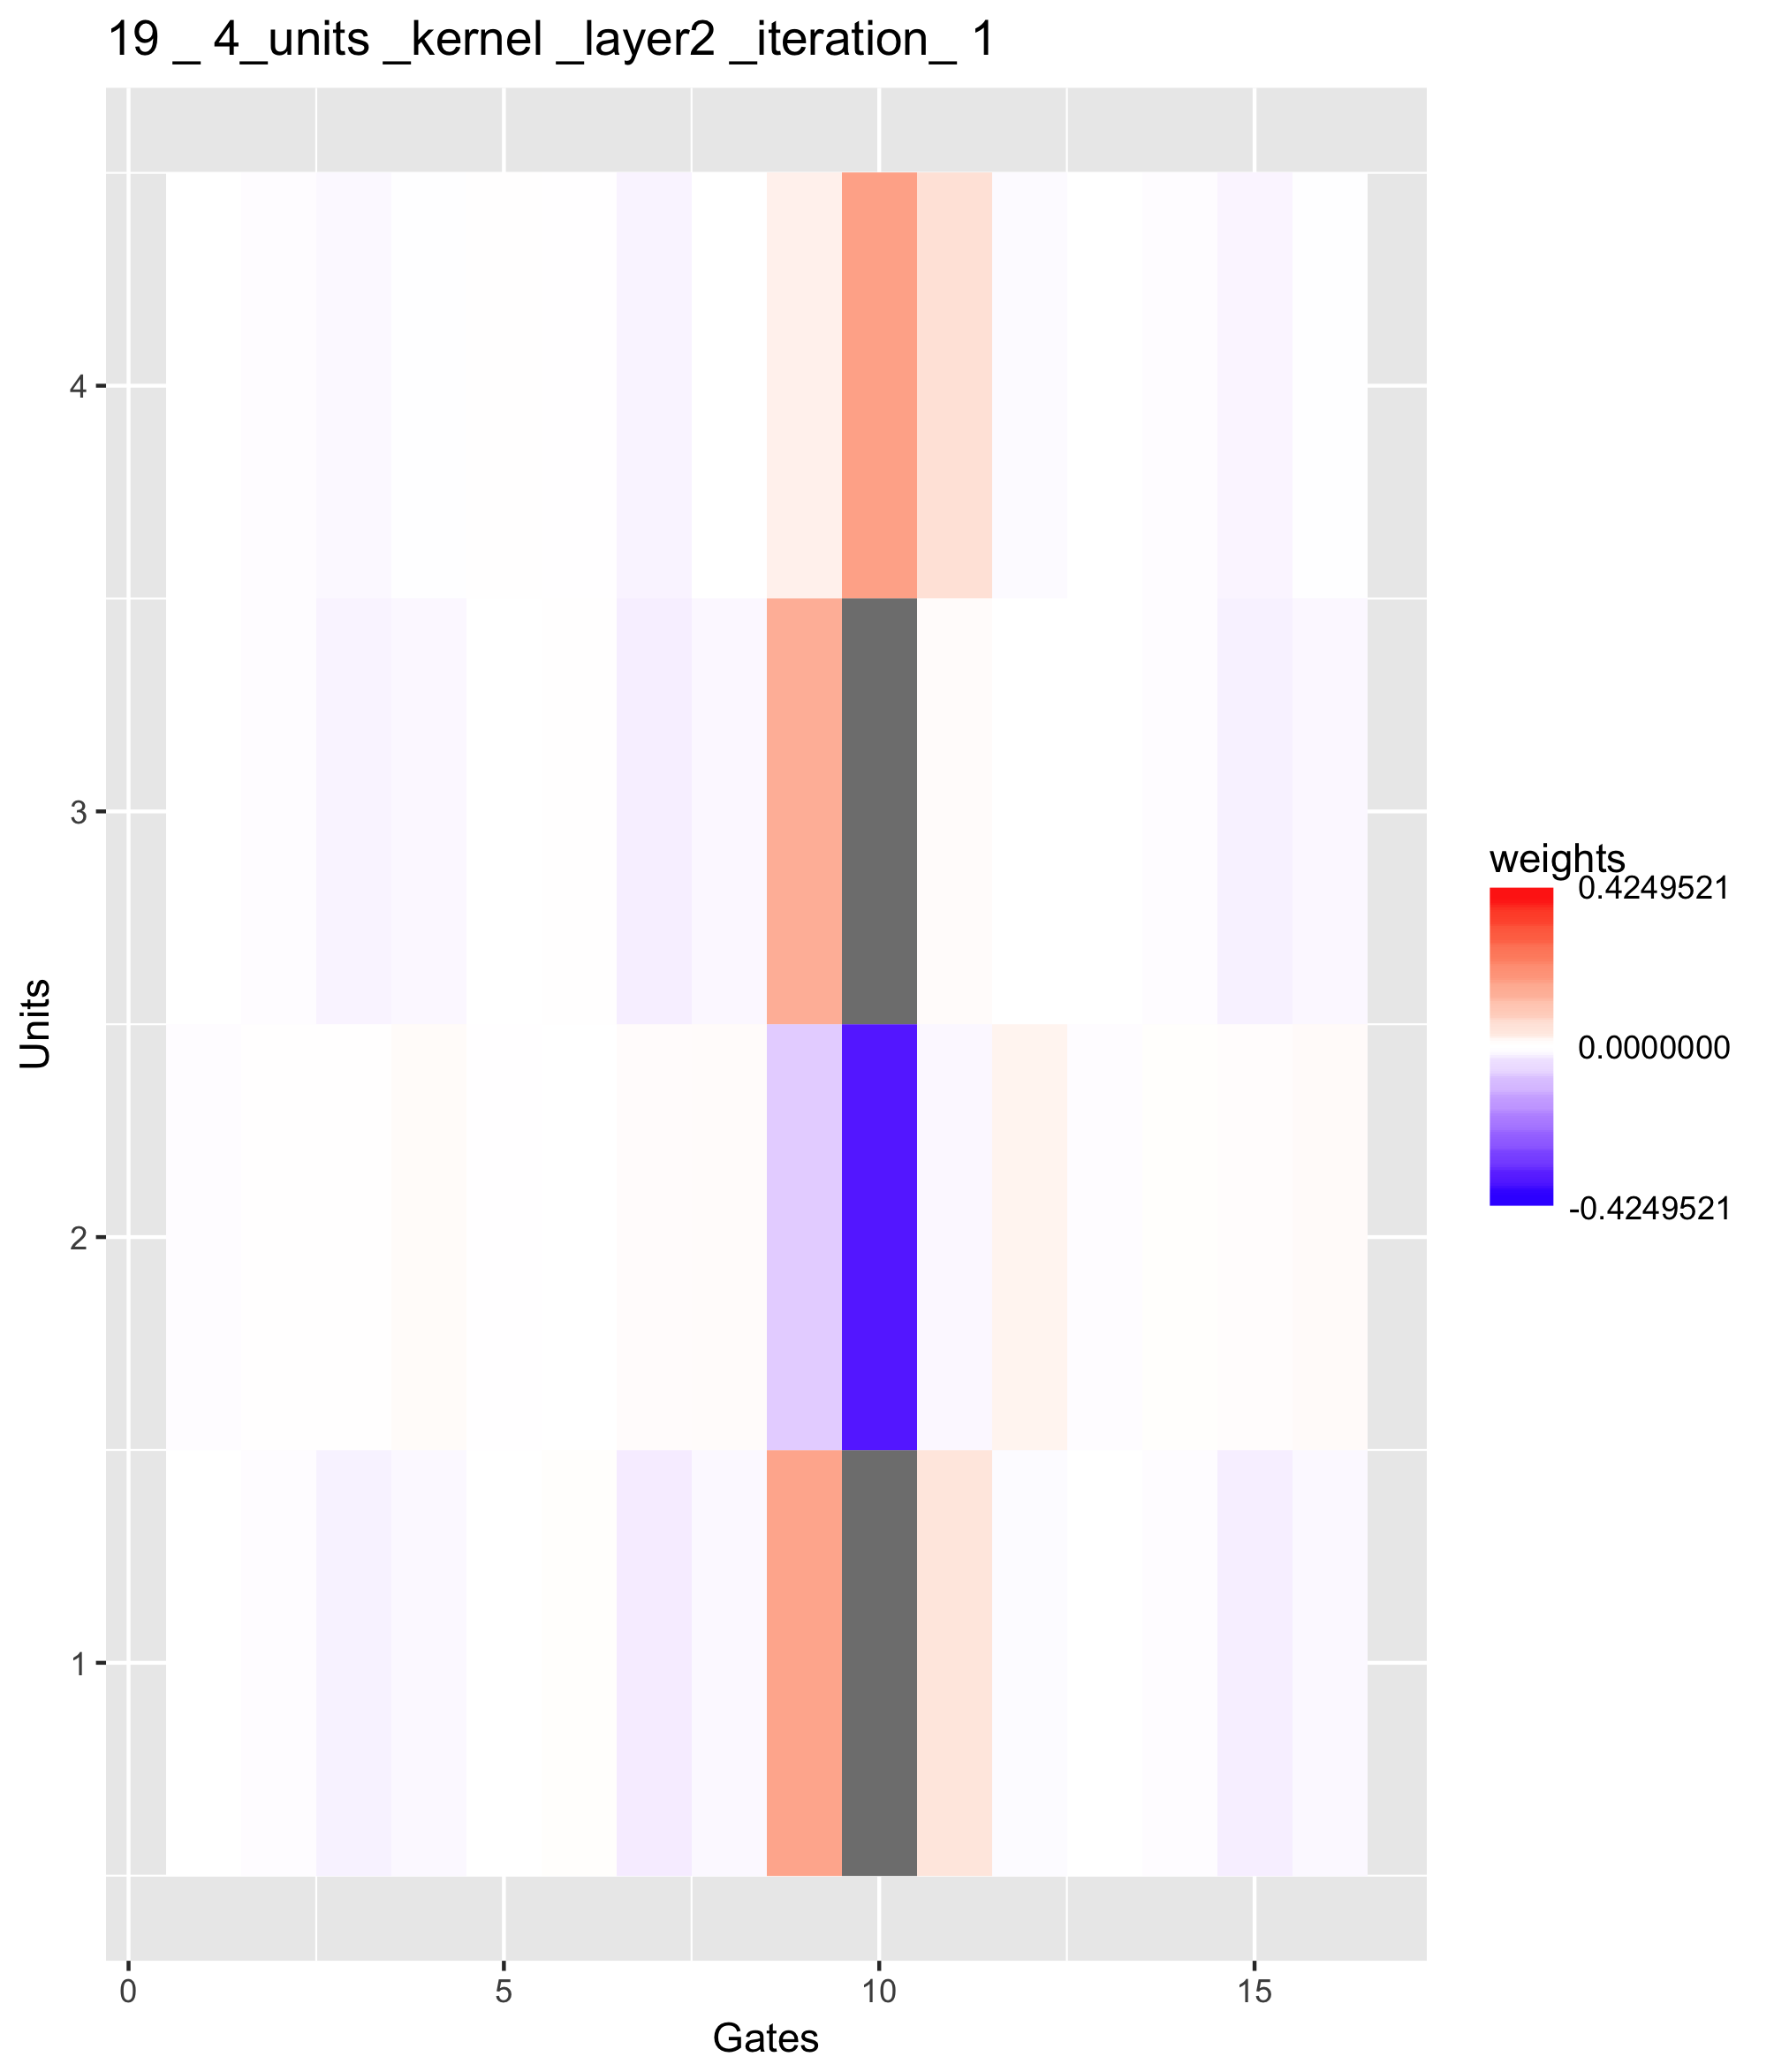 19 _ 4_units _kernel _layer2 _iteration_ 1
4
3
2
1
Units
0 5 10 15
Gates
weights
0.4249521
0.0000000
-0.4249521